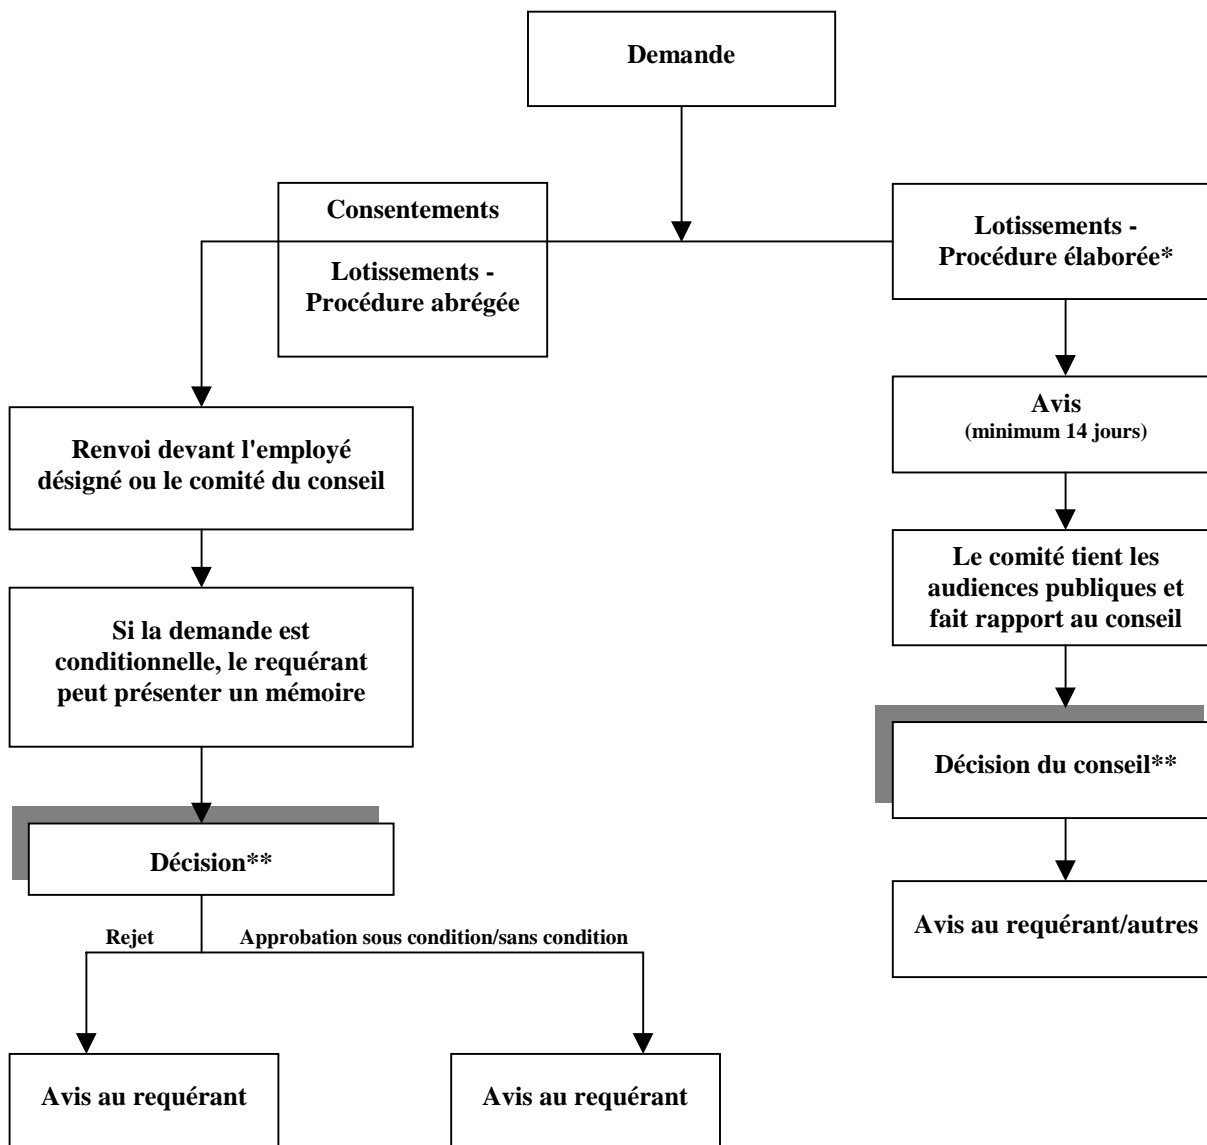 Demande
Consentements
Lotissements -
Procédure abrégée
Lotissements -
Procédure élaborée*
Renvoi devant l'employé
désigné ou le comité du conseil
Avis
(minimum 14 jours)
Le comité tient les
audiences publiques et
fait rapport au conseil
Si la demande est
conditionnelle, le requérant
peut présenter un mémoire
Décision du conseil**
Décision**
Avis au requérant/autres
Rejet
Approbation sous condition/sans condition
Avis au requérant
Avis au requérant